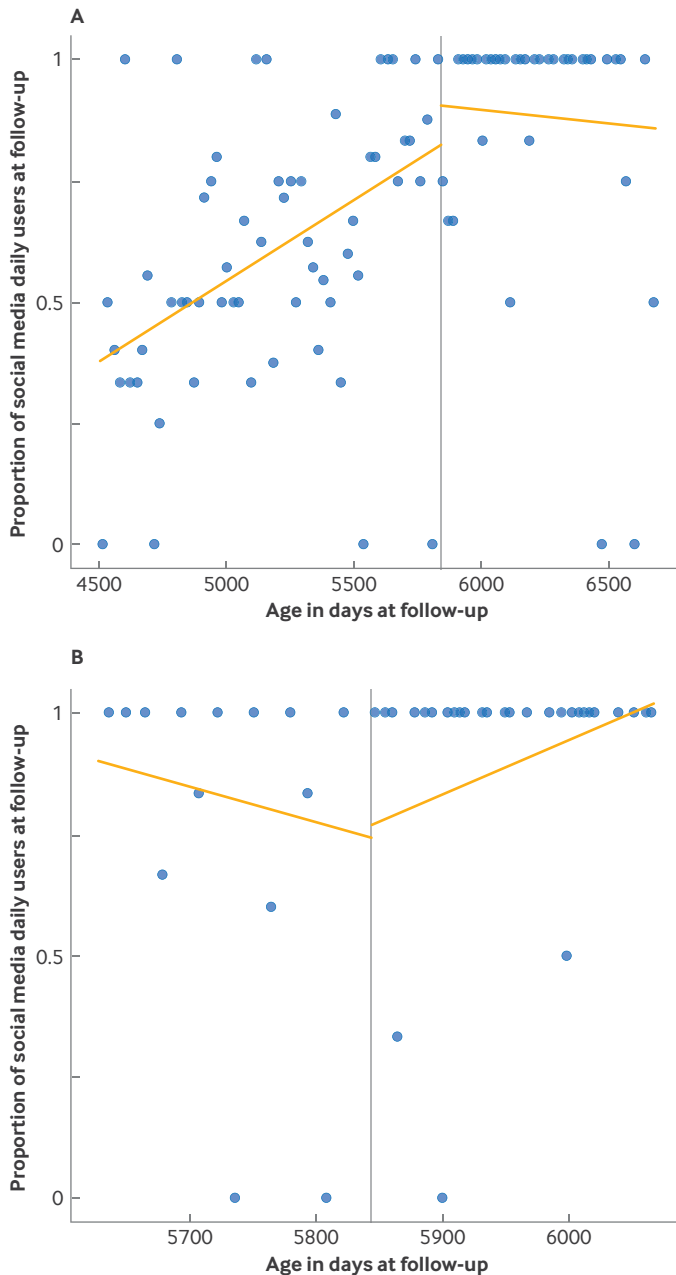 A
Proportion of social media daily users at follow-up
1
0.5
0
4500 5000 5500 6000 6500
Age in days at follow-up
B
Proportion of social media daily users at follow-up
1
0.5
0
5700 5800 5900 6000
Age in days at follow-up